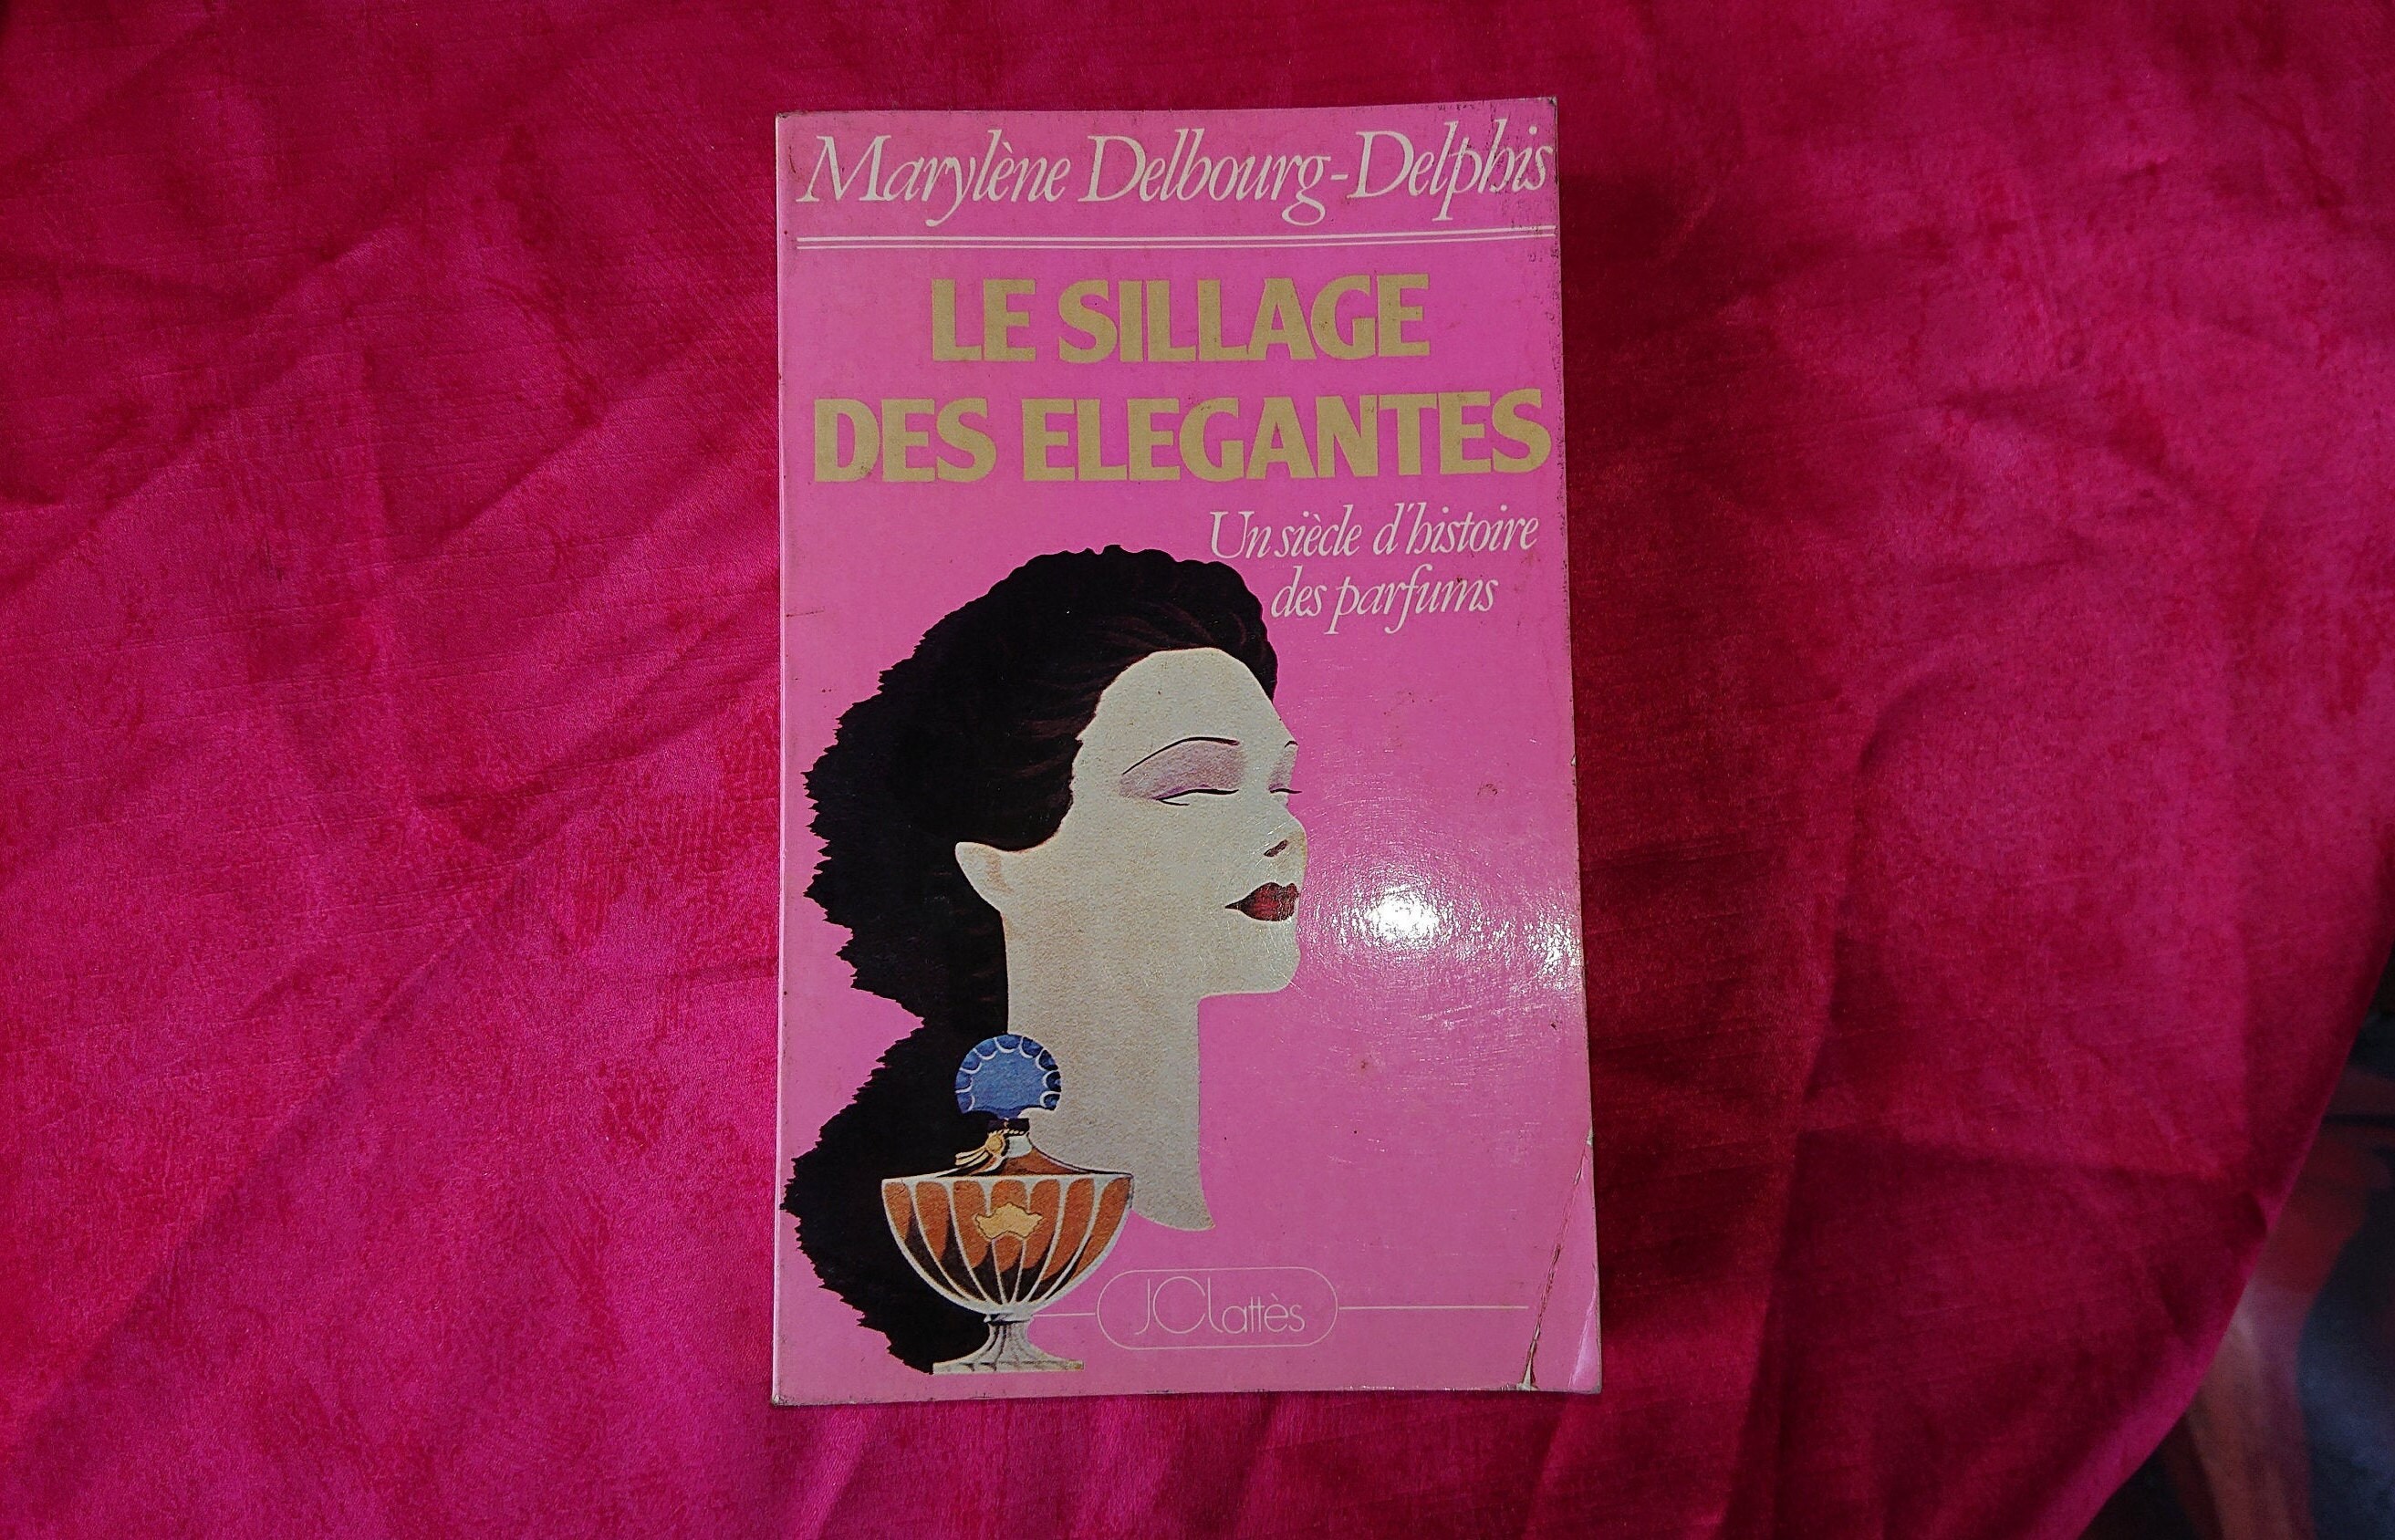 Marylène Delbourg-Delphis
LE SILLAGE
DES ELEGANTES
Un siècle d'histoire
des parfums
JClattès